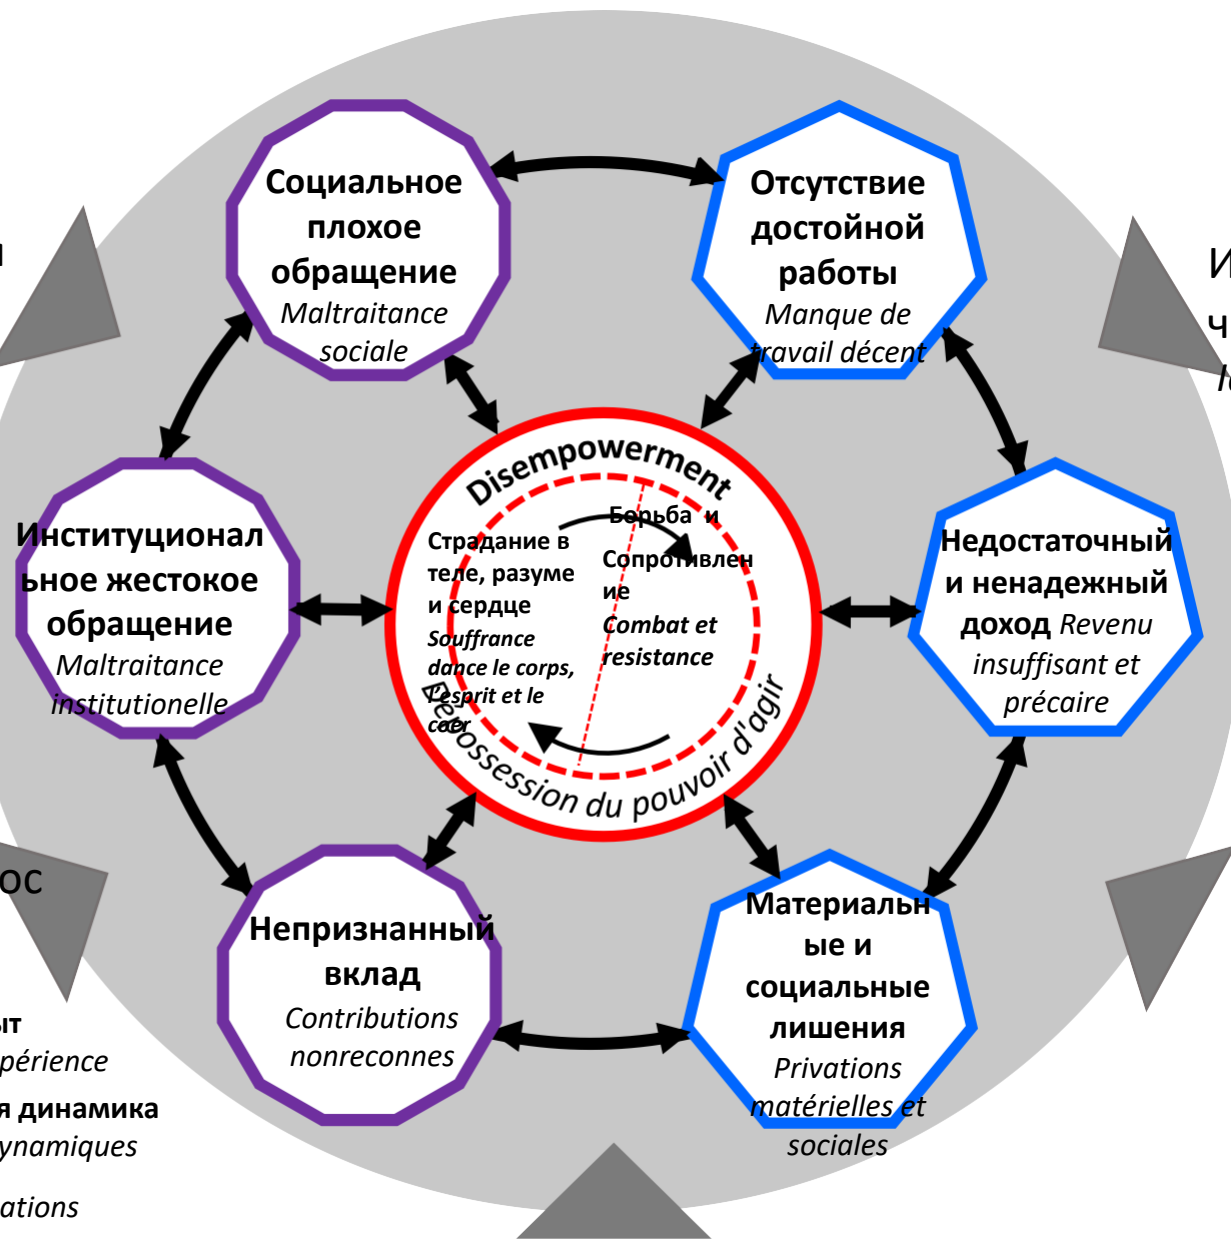 Социальное
плохое
обращение
Maltraitance
sociale
Отсутствие
достойной
работы
Manque de
travail décent
Институционал
ьное жестокое
обращение
Maltraitance
institutionelle
Disempowerment
Страдание в
теле, разуме
и сердце
Souffrance
dance le corps,
l'esprit et le
cœr
Борьба и
Сопротивлен
ие
Combat et
resistance
Depossession du pouvoir d'agir
Недостаточный
и ненадежный
доход Revenu
insuffisant et
précaire
Непризнанный
вклад
Contributions
nonreconnes
Материальн
ые и
социальные
лишения
Privations
matérielles et
sociales
ос
ыт
périence
я динамика
ynamiques
ations